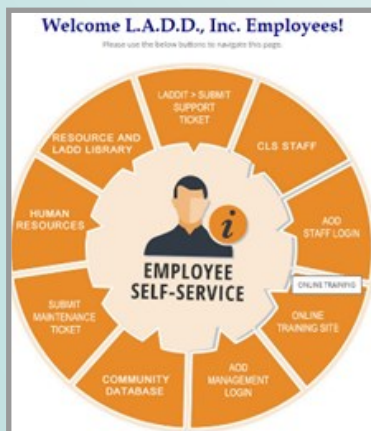 Welcome L.A.D.D., Inc. Employees!
Please use the below buttons to navigate this page.
LADDIT > SUBMIT
SUPPORT
TICKET
CLS STAFF
AOD
STAFF LOGIN
ONLINE TRAINING
ONLINE
TRAINING SITE
AOD
MANAGEMENT
LOGIN
COMMUNITY
DATABASE
SUBMIT
MAINTENANCE
TICKET
HUMAN
RESOURCES
RESOURCE AND
LADD LIBRARY
i
EMPLOYEE
SELF-SERVICE